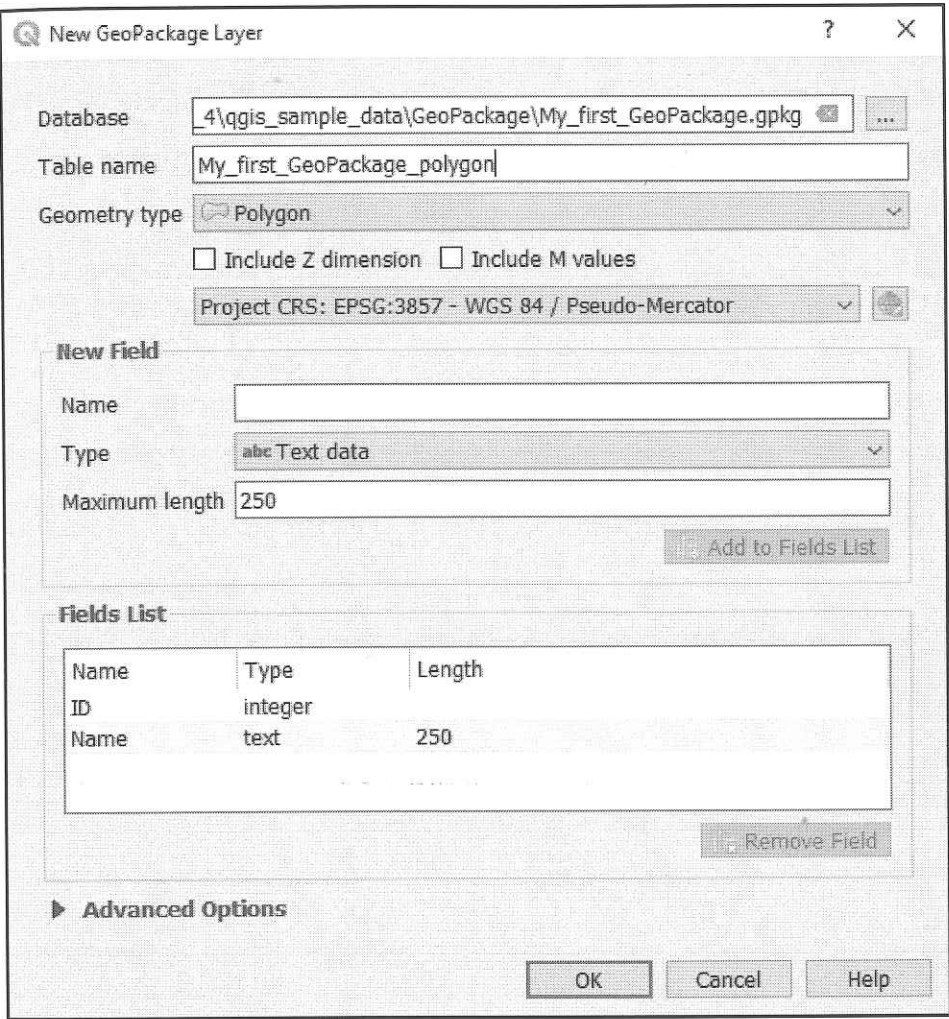 New GeoPackage Layer ? ×
Database _4\qgis_sample_data\GeoPackage\My_first_GeoPackage.gpkg ...
Table name My_first_GeoPackage_polygon
Geometry type Polygon
Include Z dimension Include M values
Project CRS: EPSG:3857 - WGS 84 / Pseudo-Mercator
New Field
Name
Type abc Text data
Maximum length 250
Add to Fields List
Fields List
Name Type Length
ID integer
Name text 250
Remove Field
Advanced Options
OK Cancel Help